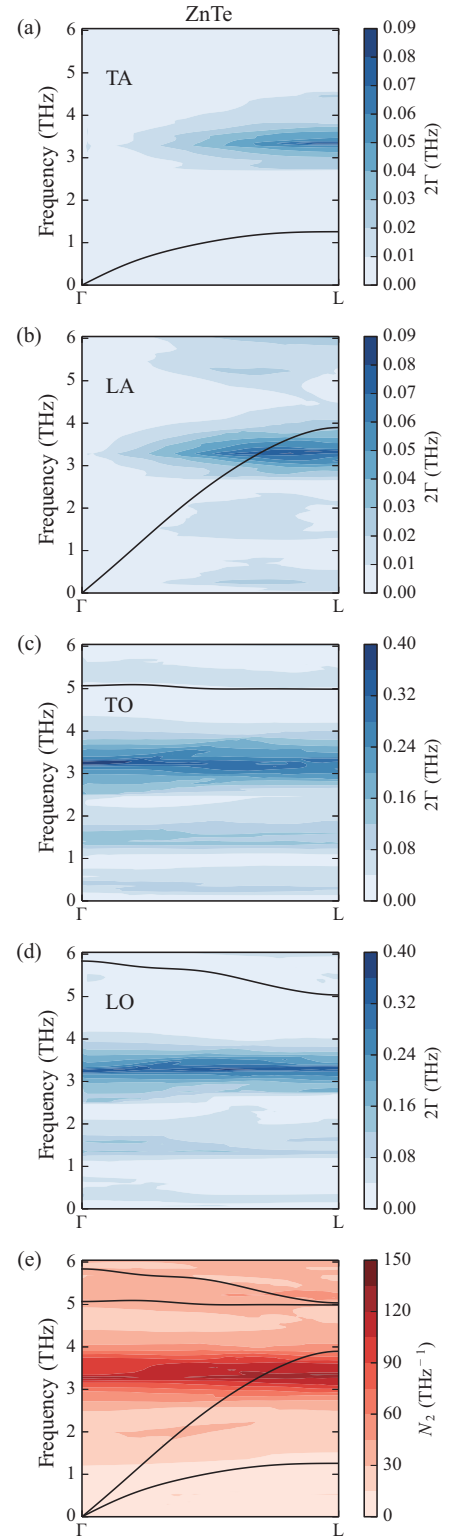 ZnTe
(a)
TA
Frequency (THz)
6
5
4
3
2
1
0
Γ
L
0.09
0.08
0.07
0.06
0.05
0.04
0.03
0.02
0.01
0.00
2Γ (THz)
(b)
LA
Frequency (THz)
6
5
4
3
2
1
0
Γ
L
0.09
0.08
0.07
0.06
0.05
0.04
0.03
0.02
0.01
0.00
2Γ (THz)
(c)
TO
Frequency (THz)
6
5
4
3
2
1
0
Γ
L
0.40
0.32
0.24
0.16
0.08
0.00
2Γ (THz)
(d)
LO
Frequency (THz)
6
5
4
3
2
1
0
Γ
L
0.40
0.32
0.24
0.16
0.08
0.00
2Γ (THz)
(e)
Frequency (THz)
6
5
4
3
2
1
0
Γ
L
150
120
90
60
30
0
N₂ (THz⁻¹)